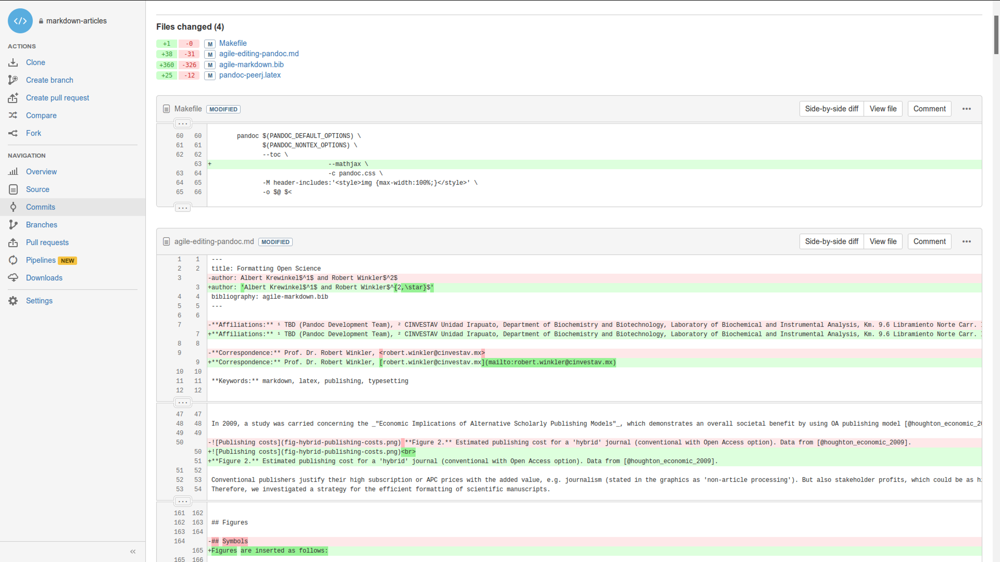 markdown-articles
ACTIONS
Clone
Create branch
Create pull request
Compare
Fork
NAVIGATION
Overview
Source
Commits
Branches
Pull requests
Pipelines NEW
Downloads
Settings
Files changed (4)
+1 -0 M Makefile
+38 -31 M agile-editing-pandoc.md
+360 -326 M agile-markdown.bib
+25 -12 M pandoc-peerj.latex
Makefile MODIFIED Side-by-side diff View file Comment •••
...
60 60 pandoc $(PANDOC_DEFAULT_OPTIONS) \
61 61 $(PANDOC_NONTEX_OPTIONS) \
62 62 --toc \
63 + --mathjax \
63 64 -c pandoc.css \
64 65 -M header-includes:'<style>img {max-width:100%;}</style>' \
65 66 -o $@ $<
...
agile-editing-pandoc.md MODIFIED Side-by-side diff View file Comment •••
1 1 ---
2 2 title: Formatting Open Science
3 -author: Albert Krewinkel$^1$ and Robert Winkler$^2$
3 +author: 'Albert Krewinkel$^1$ and Robert Winkler$^{2,\star}$'
4 4 bibliography: agile-markdown.bib
5 5 ---
6 6
7 -**Affiliations:** ¹ TBD (Pandoc Development Team), ² CINVESTAV Unidad Irapuato, Department of Biochemistry and Biotechnology, Laboratory of Biochemical and Instrumental Analysis, Km. 9.6 Libramiento Norte Carr.
7 +**Affiliations:** ¹ TBD (Pandoc Development Team), ² CINVESTAV Unidad Irapuato, Department of Biochemistry and Biotechnology, Laboratory of Biochemical and Instrumental Analysis, Km. 9.6 Libramiento Norte Carr.
8 8
9 -**Correspondence:** Prof. Dr. Robert Winkler, <robert.winkler@cinvestav.mx>
9 +**Correspondence:** Prof. Dr. Robert Winkler, [robert.winkler@cinvestav.mx](mailto:robert.winkler@cinvestav.mx)
10 10
11 11 **Keywords:** markdown, latex, publishing, typesetting
12 12
...
47 47
48 48 In 2009, a study was carried concerning the _"Economic Implications of Alternative Scholarly Publishing Models"_, which demonstrates an overall societal benefit by using OA publishing model [@houghton_economic_20
49 49
50 -![Publishing costs](fig-hybrid-publishing-costs.png) **Figure 2.** Estimated publishing cost for a 'hybrid' journal (conventional with Open Access option). Data from [@houghton_economic_2009].
50 +![Publishing costs](fig-hybrid-publishing-costs.png)<br>
51 +**Figure 2.** Estimated publishing cost for a 'hybrid' journal (conventional with Open Access option). Data from [@houghton_economic_2009].
51 52
52 53 Conventional publishers justify their high subscription or APC prices with the added value, e.g. journalism (stated in the graphics as 'non-article processing'). But also stakeholder profits, which could be as
53 54 Therefore, we investigated a strategy for the efficient formatting of scientific manuscripts.
...
161 162
162 163 ## Figures
163 164
164 -## Symbols
165 +Figures are inserted as follows:
165 166